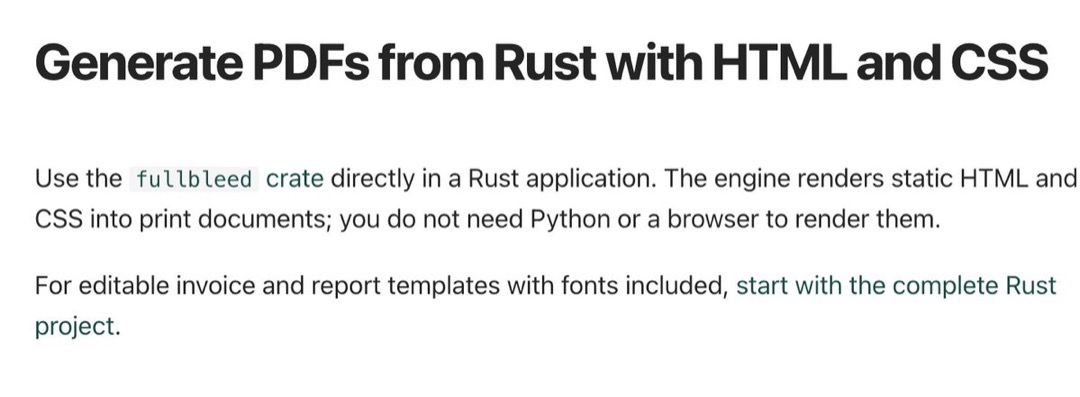 Generate PDFs from Rust with HTML and CSS
Use the fullbleed crate directly in a Rust application. The engine renders static HTML and
CSS into print documents; you do not need Python or a browser to render them.
For editable invoice and report templates with fonts included, start with the complete Rust
project.